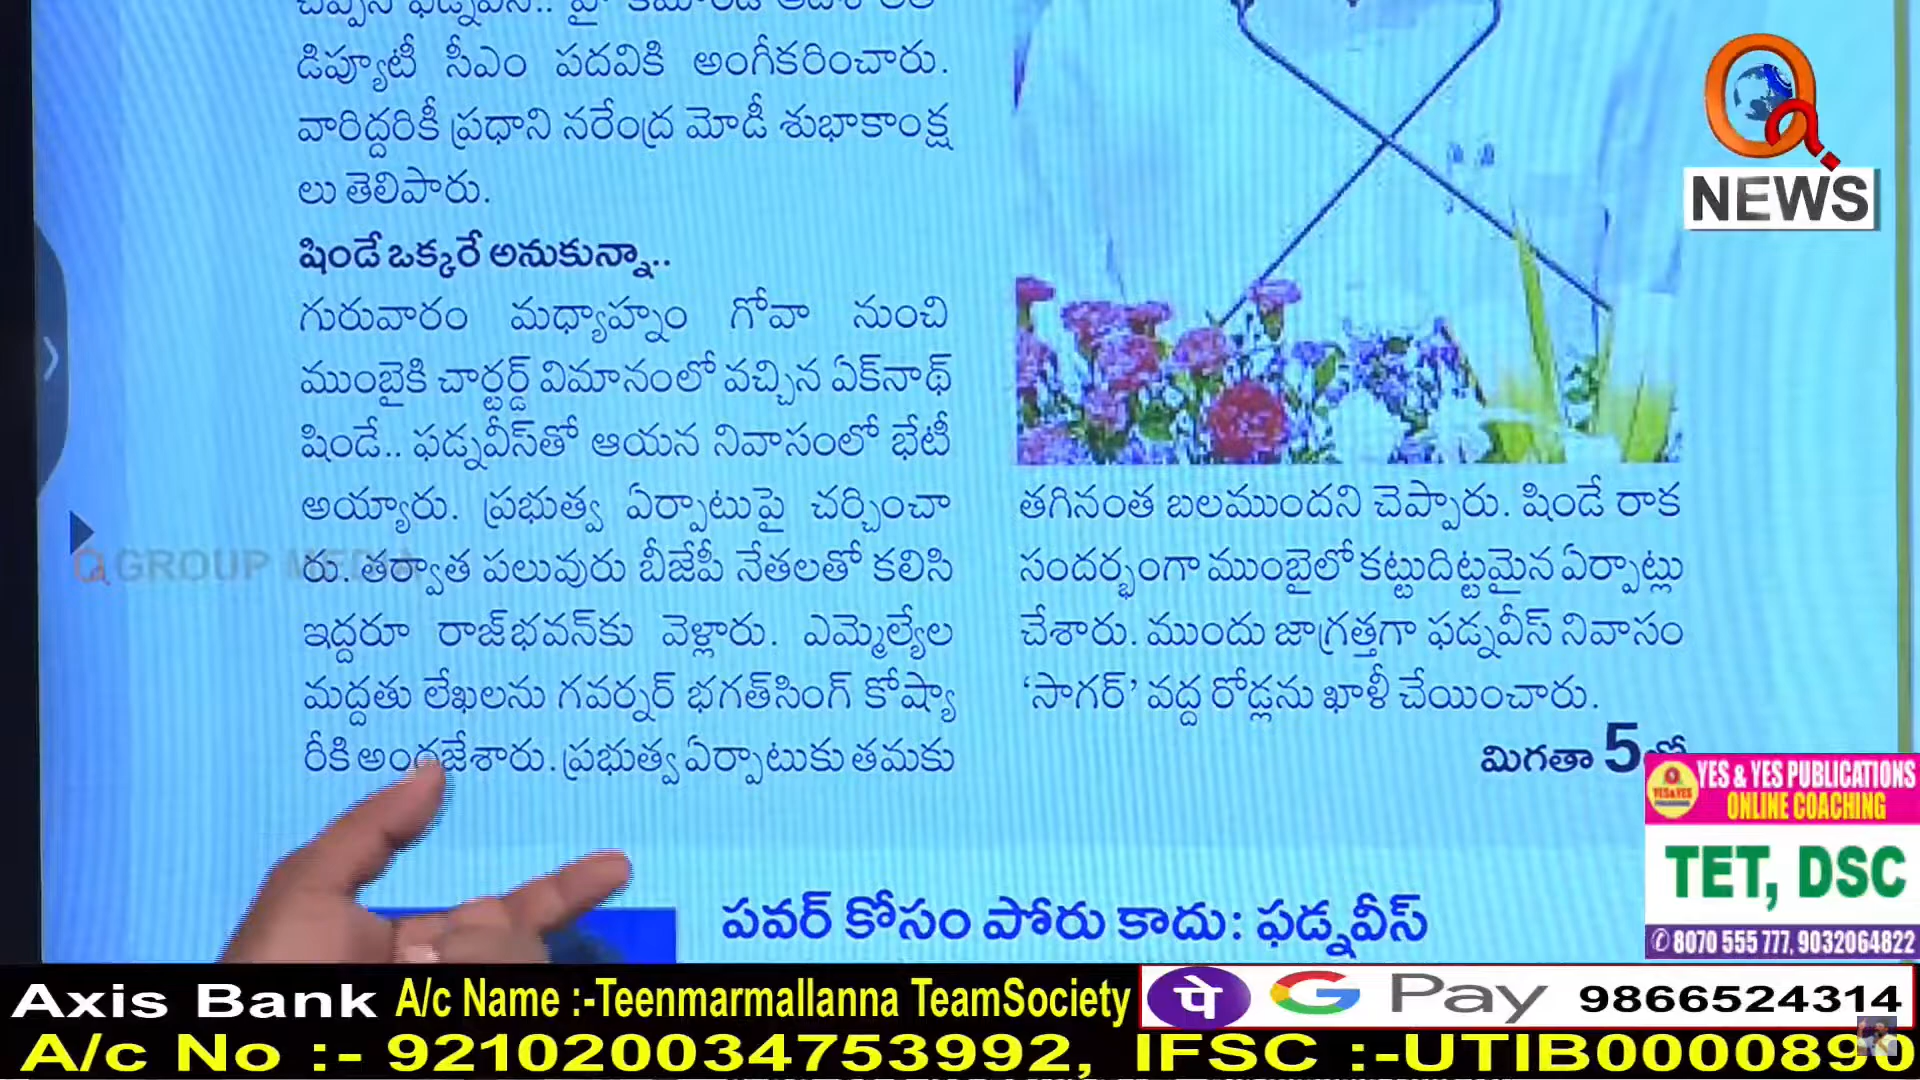 డిప్యూటీ సీఎం పదవికి అంగీకరించారు.
వారిద్దరికీ ప్రధాని నరేంద్ర మోడీ శుభాకాంక్ష
లు తెలిపారు.
షిండే ఒక్కరే అనుకున్నా..
గురువారం మధ్యాహ్నం గోవా నుంచి
ముంబైకి చార్టర్డ్ విమానంలో వచ్చిన ఏక్‌నాథ్
షిండే.. ఫడ్నవీస్‌తో ఆయన నివాసంలో భేటీ
అయ్యారు. ప్రభుత్వ ఏర్పాటుపై చర్చించా
రు. తర్వాత పలువురు బీజేపీ నేతలతో కలిసి
ఇద్దరూ రాజ్‌భవన్‌కు వెళ్లారు. ఎమ్మెల్యేల
మద్దతు లేఖలను గవర్నర్ భగత్‌సింగ్ కోష్యా
రీకి అందజేశారు. ప్రభుత్వ ఏర్పాటుకు తమకు
తగినంత బలముందని చెప్పారు. షిండే రాక
సందర్భంగా ముంబైలో కట్టుదిట్టమైన ఏర్పాట్లు
చేశారు. ముందు జాగ్రత్తగా ఫడ్నవీస్ నివాసం
‘సాగర్’ వద్ద రోడ్లను ఖాళీ చేయించారు.
మిగతా 5లో
పవర్ కోసం పోరు కాదు: ఫడ్నవీస్
Q NEWS
Q GROUP MEDIA
YES & YES PUBLICATIONS
ONLINE COACHING
TET, DSC
8070 555 777, 9032064822
Axis Bank A/c Name :-Teenmarmallanna TeamSociety
पे G Pay 9866524314
A/c No :- 921020034753992, IFSC :-UTIB0000890